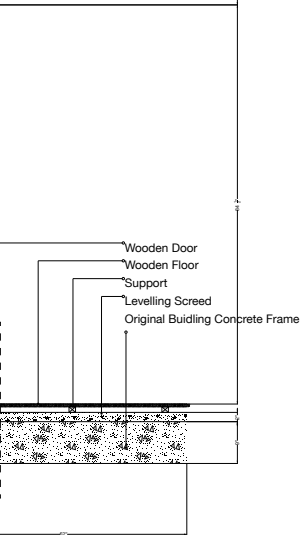 Wooden Door
Wooden Floor
Support
Levelling Screed
Original Buidling Concrete Frame